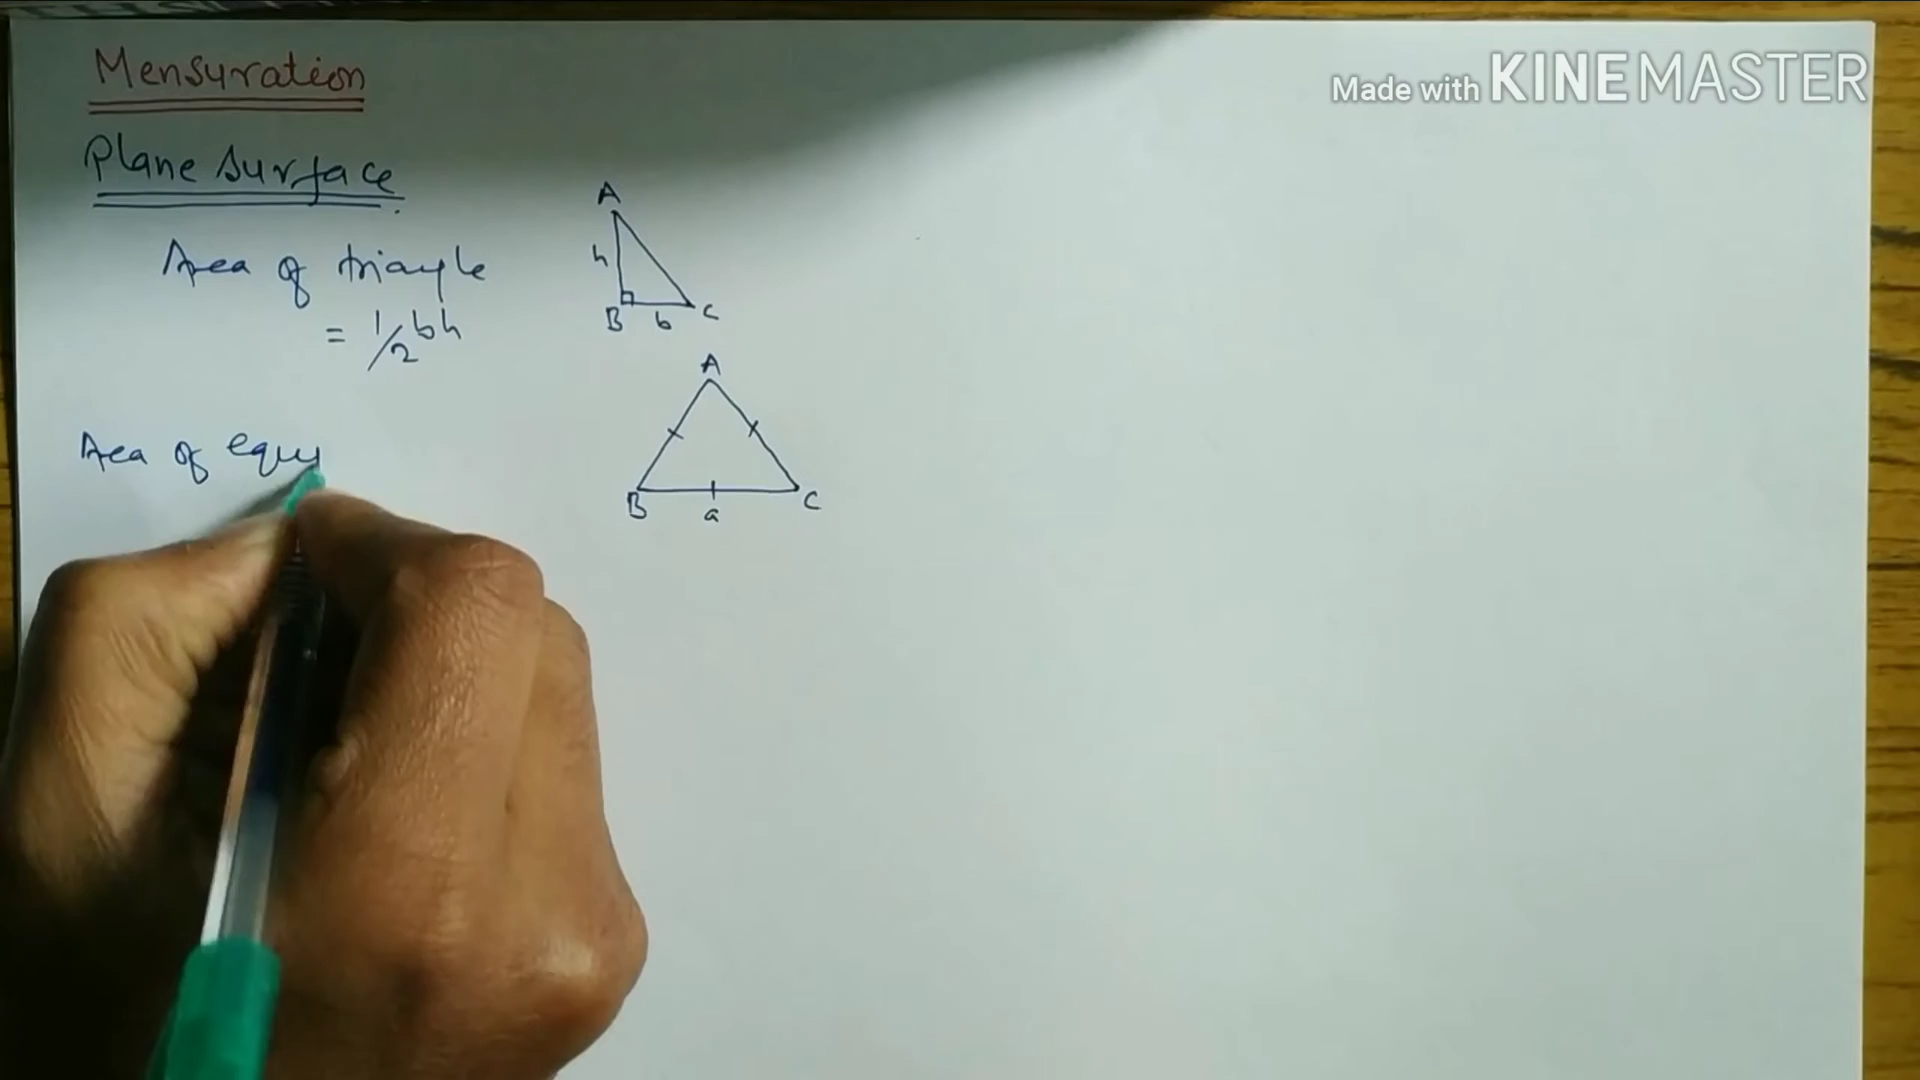 Mensuration
Made with KINEMASTER
Plane surface
A
Area of triangle
h
= 1/2 bh
B b C
A
Area of equi
B a C